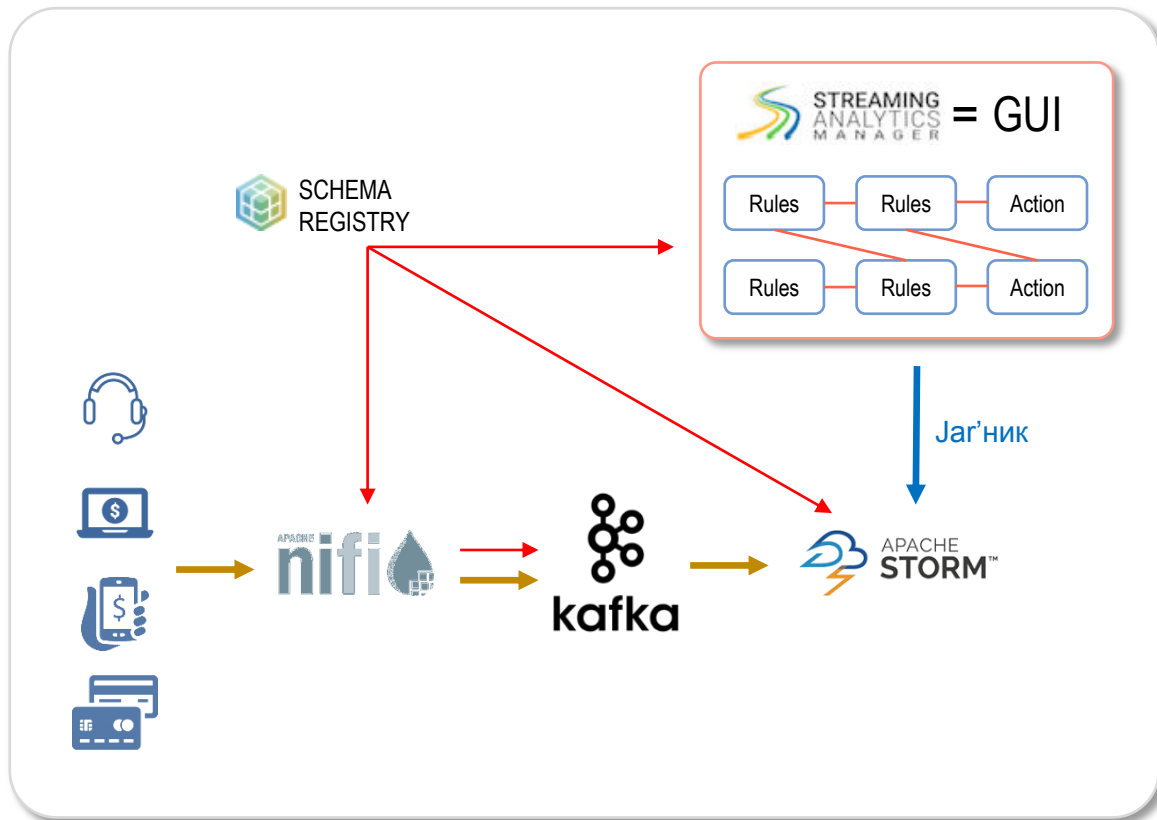 STREAMING
ANALYTICS
MANAGER
= GUI
SCHEMA
REGISTRY
Rules
Rules
Action
Rules
Rules
Action
Jar’ник
$
$
APACHE
nifi
kafka
APACHE
STORM™